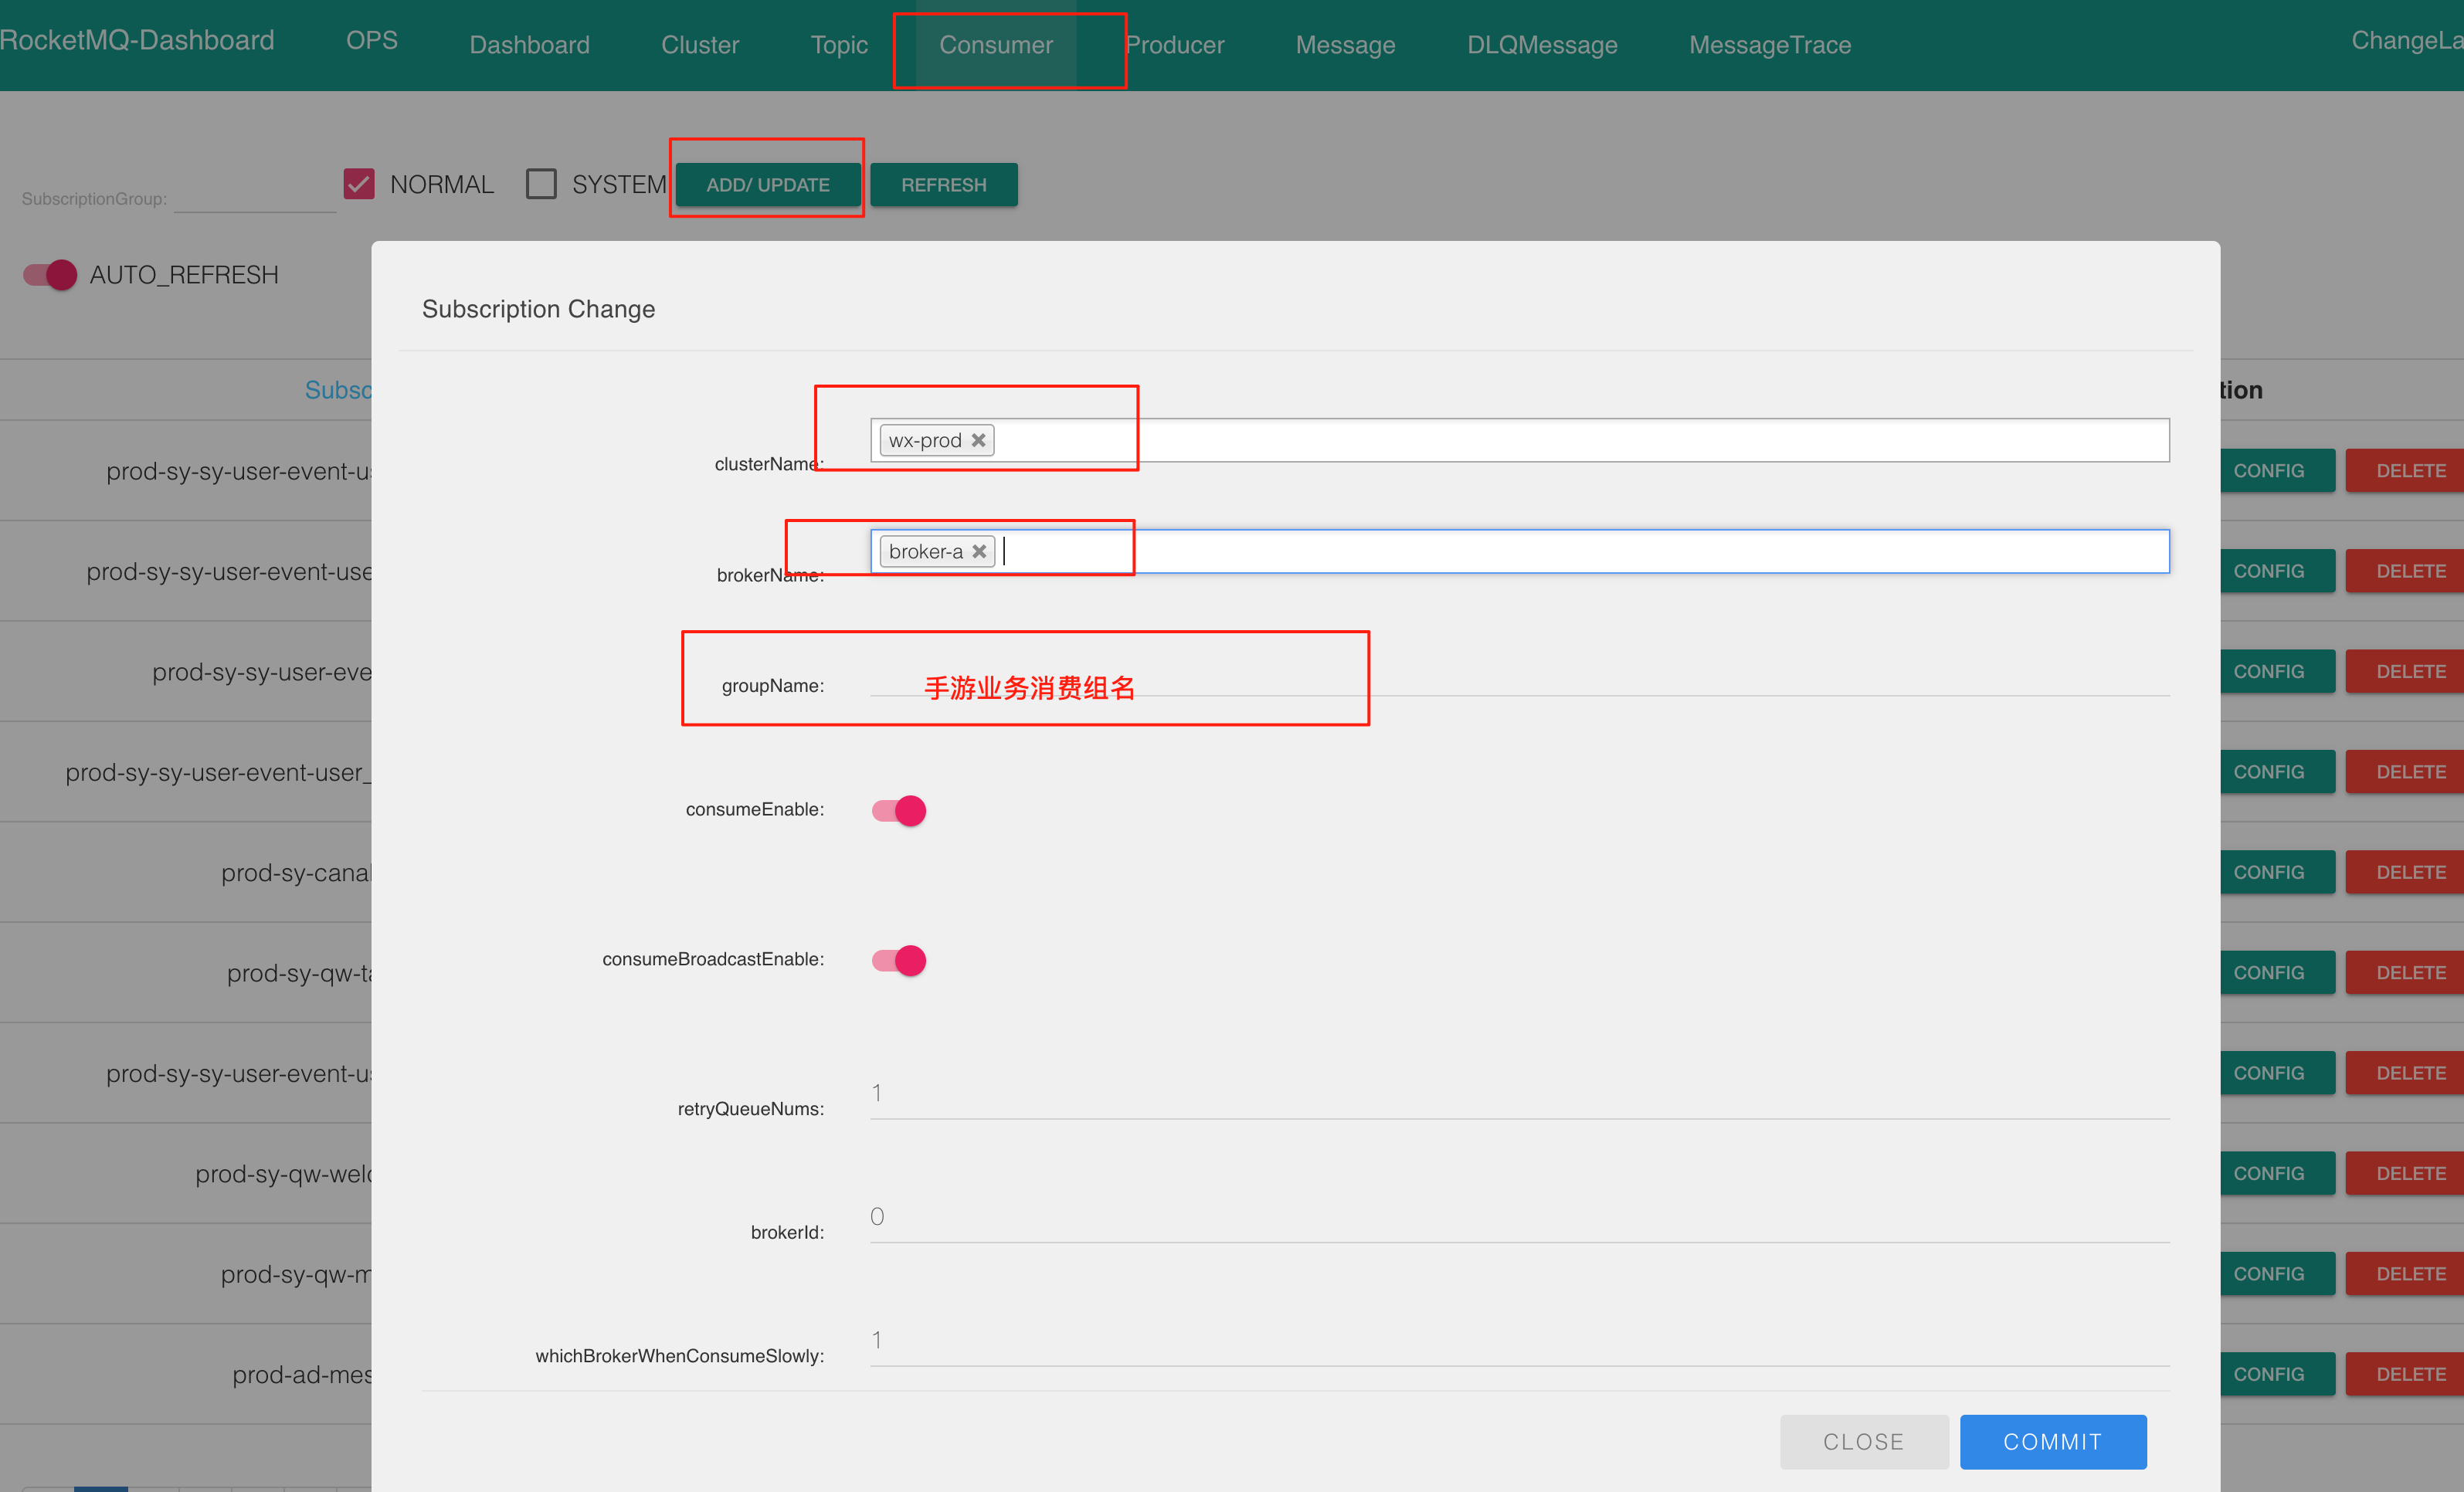 RocketMQ-Dashboard OPS Dashboard Cluster Topic Consumer Producer Message DLQMessage MessageTrace ChangeLa
SubscriptionGroup: NORMAL SYSTEM ADD/ UPDATE REFRESH
AUTO_REFRESH
Subscription Change
Subsc tion
clusterName: wx-prod
prod-sy-sy-user-event-u CONFIG DELETE
brokerName: broker-a
prod-sy-sy-user-event-use CONFIG DELETE
groupName: 手游业务消费组名
prod-sy-sy-user-eve CONFIG DELETE
prod-sy-sy-user-event-user_ CONFIG DELETE
consumeEnable:
prod-sy-canal CONFIG DELETE
consumeBroadcastEnable:
prod-sy-qw-ta CONFIG DELETE
prod-sy-sy-user-event-u CONFIG DELETE
retryQueueNums: 1
prod-sy-qw-welc CONFIG DELETE
brokerId: 0
prod-sy-qw-m CONFIG DELETE
whichBrokerWhenConsumeSlowly: 1
prod-ad-mes CONFIG DELETE
CLOSE COMMIT